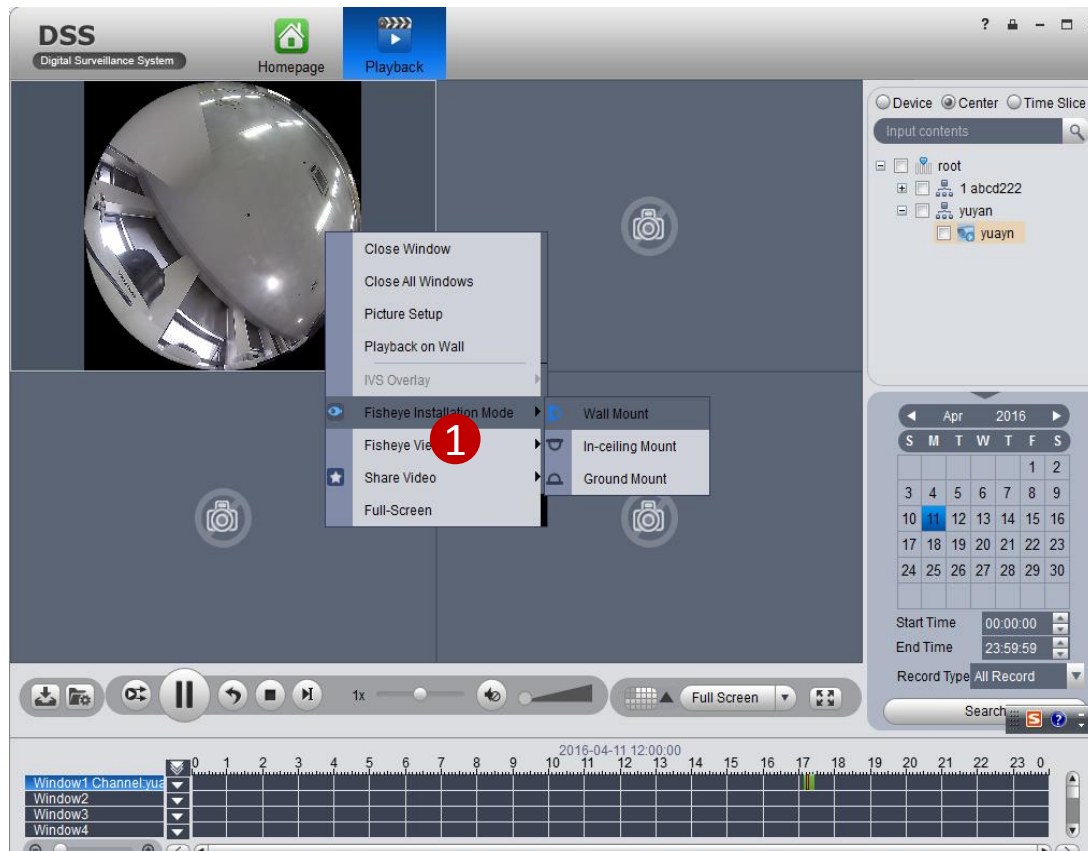 DSS
Digital Surveillance System
Homepage
Playback
?
Device Center Time Slice
Input contents
root
1 abcd222
yuyan
yuayn
Close Window
Close All Windows
Picture Setup
Playback on Wall
IVS Overlay
Fisheye Installation Mode
Wall Mount
1
Fisheye Vie
In-ceiling Mount
Share Video
Ground Mount
Full-Screen
Apr 2016
S M T W T F S
1 2
3 4 5 6 7 8 9
10 11 12 13 14 15 16
17 18 19 20 21 22 23
24 25 26 27 28 29 30
Start Time 00:00:00
End Time 23:59:59
Record Type All Record
Search
S ?
1x
Full Screen
2016-04-11 12:00:00
0 1 2 3 4 5 6 7 8 9 10 11 12 13 14 15 16 17 18 19 20 21 22 23 0
Window1 Channel:yua
Window2
Window3
Window4